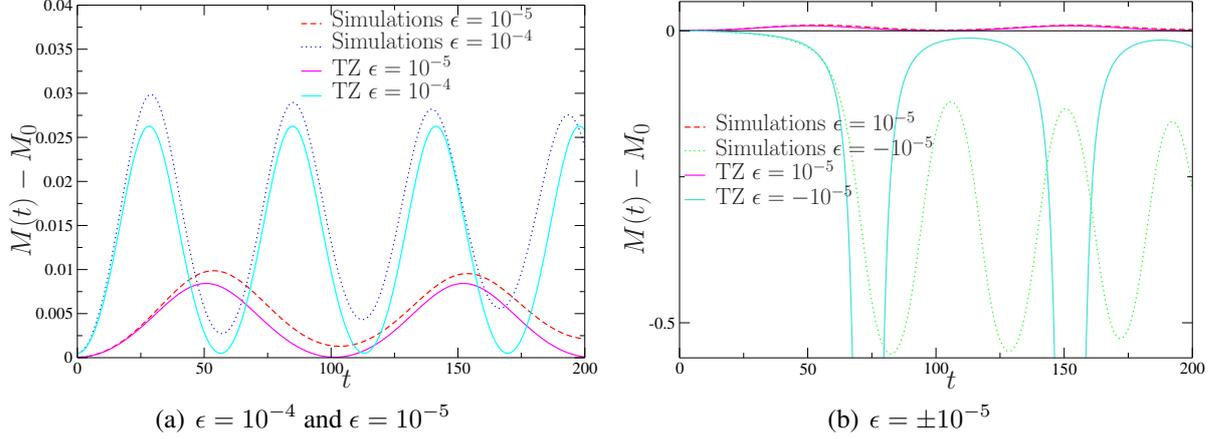 0.04
0.035
0.03
0.025
0.02
0.015
0.01
0.005
0
M(t) − M₀
0 50 100 150 200
t
Simulations ϵ = 10⁻⁵
Simulations ϵ = 10⁻⁴
TZ ϵ = 10⁻⁵
TZ ϵ = 10⁻⁴
(a) ϵ = 10⁻⁴ and ϵ = 10⁻⁵
0
-0.5
M(t) − M₀
0 50 100 150 200
t
Simulations ϵ = 10⁻⁵
Simulations ϵ = −10⁻⁵
TZ ϵ = 10⁻⁵
TZ ϵ = −10⁻⁵
(b) ϵ = ±10⁻⁵